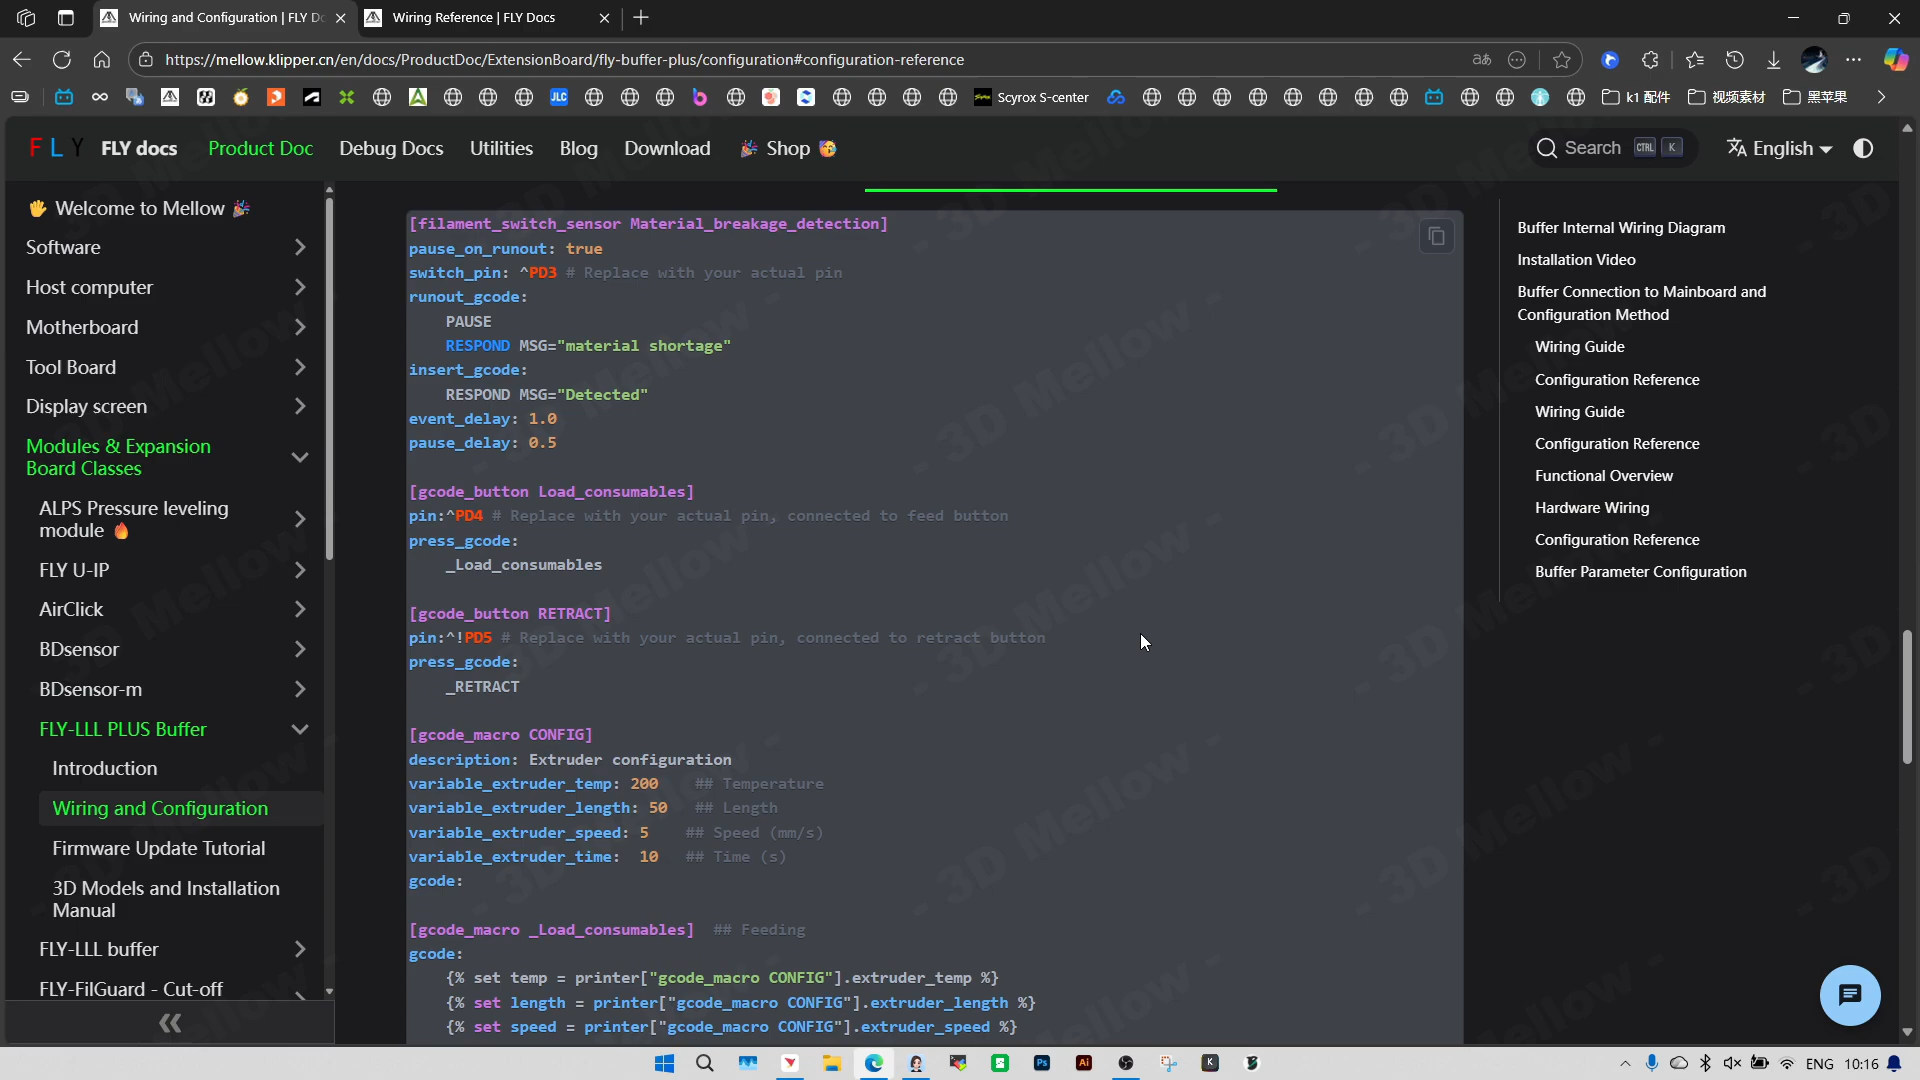 Wiring and Configuration | FLY Do
Wiring Reference | FLY Docs
https://mellow.klipper.cn/en/docs/ProductDoc/ExtensionBoard/fly-buffer-plus/configuration#configuration-reference
JLC
Scyrox S-center
k1 配件
视频素材
黑苹果
FLY
FLY docs
Product Doc
Debug Docs
Utilities
Blog
Download
🎉 Shop 🥳
Search CTRL K
English
🖐 Welcome to Mellow 🎉
Software
Host computer
Motherboard
Tool Board
Display screen
Modules & Expansion
Board Classes
ALPS Pressure leveling
module 🔥
FLY U-IP
AirClick
BDsensor
BDsensor-m
FLY-LLL PLUS Buffer
Introduction
Wiring and Configuration
Firmware Update Tutorial
3D Models and Installation
Manual
FLY-LLL buffer
FLY-FilGuard - Cut-off
[filament_switch_sensor Material_breakage_detection]
pause_on_runout: true
switch_pin: ^PD3 # Replace with your actual pin
runout_gcode:
PAUSE
RESPOND MSG="material shortage"
insert_gcode:
RESPOND MSG="Detected"
event_delay: 1.0
pause_delay: 0.5
[gcode_button Load_consumables]
pin:^PD4 # Replace with your actual pin, connected to feed button
press_gcode:
_Load_consumables
[gcode_button RETRACT]
pin:^!PD5 # Replace with your actual pin, connected to retract button
press_gcode:
_RETRACT
[gcode_macro CONFIG]
description: Extruder configuration
variable_extruder_temp: 200 ## Temperature
variable_extruder_length: 50 ## Length
variable_extruder_speed: 5 ## Speed (mm/s)
variable_extruder_time: 10 ## Time (s)
gcode:
[gcode_macro _Load_consumables] ## Feeding
gcode:
{% set temp = printer["gcode_macro CONFIG"].extruder_temp %}
{% set length = printer["gcode_macro CONFIG"].extruder_length %}
{% set speed = printer["gcode_macro CONFIG"].extruder_speed %}
Buffer Internal Wiring Diagram
Installation Video
Buffer Connection to Mainboard and
Configuration Method
Wiring Guide
Configuration Reference
Wiring Guide
Configuration Reference
Functional Overview
Hardware Wiring
Configuration Reference
Buffer Parameter Configuration
- 3D Mellow -
Ps
Ai
K
ENG
10:16